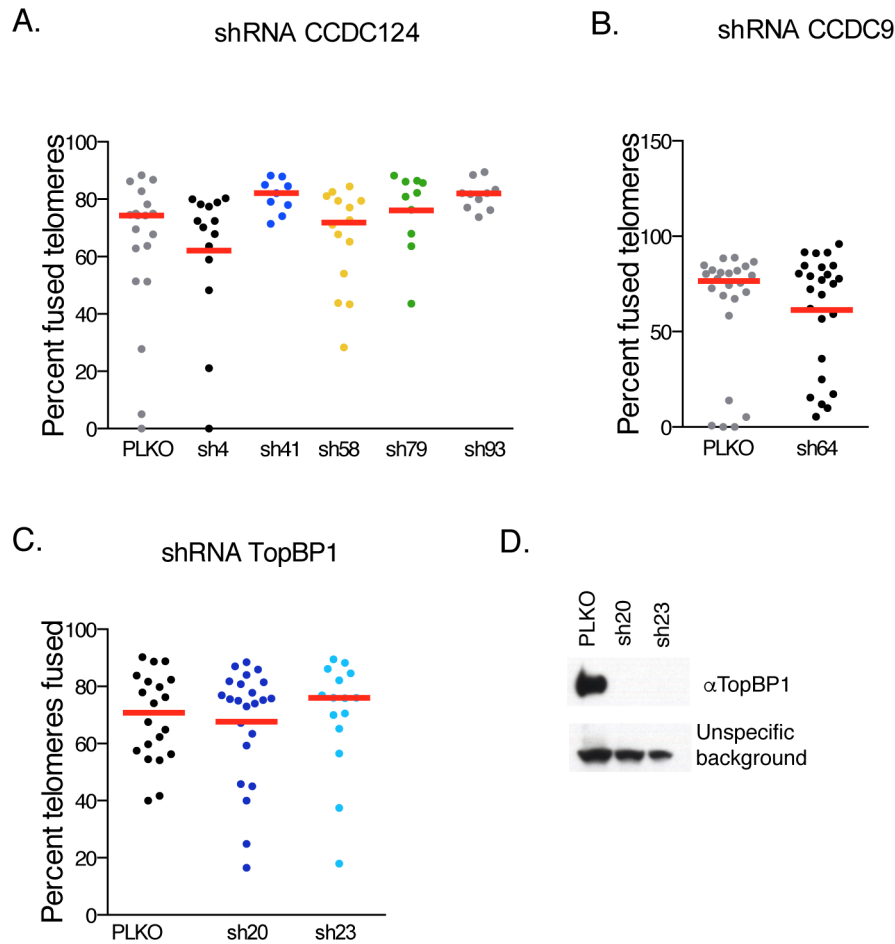 A.
shRNA CCDC124
Percent fused telomeres
100
80
60
40
20
0
PLKO sh4 sh41 sh58 sh79 sh93
B.
shRNA CCDC9
Percent fused telomeres
150
100
50
0
PLKO sh64
C.
shRNA TopBP1
Percent telomeres fused
100
80
60
40
20
0
PLKO sh20 sh23
D.
PLKO sh20 sh23
αTopBP1
Unspecific
background